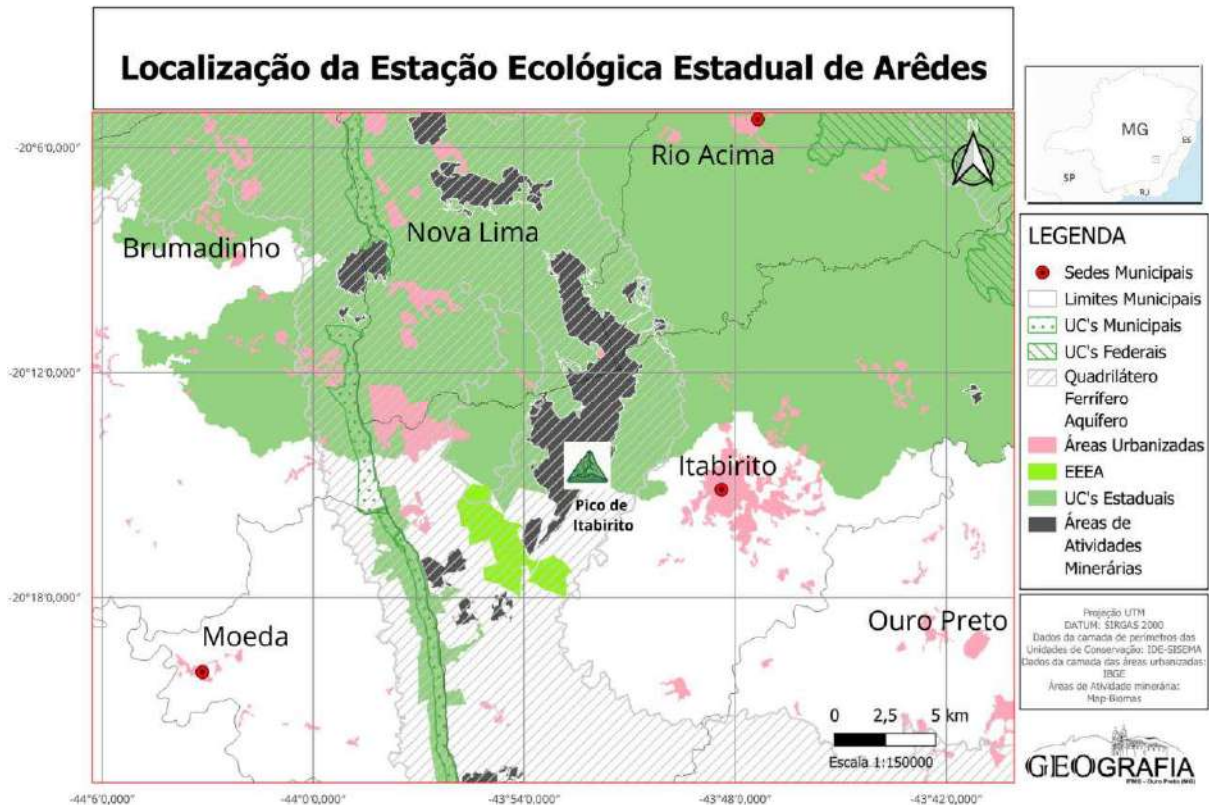 Localização da Estação Ecológica Estadual de Arêdes
MG
ES
SP
RJ
-20°6'0,000"
-20°12'0,000"
-20°18'0,000"
N
Rio Acima
Nova Lima
Brumadinho
Itabirito
Pico de
Itabirito
Moeda
Ouro Preto
0 2,5 5 km
Escala 1:150000
-44°6'0,000"
-44°0'0,000"
-43°54'0,000"
-43°48'0,000"
-43°42'0,000"
LEGENDA
Sedes Municipais
Limites Municipais
UC's Municipais
UC's Federais
Quadrilátero
Ferrífero
Aquífero
Áreas Urbanizadas
EEEA
UC's Estaduais
Áreas de
Atividades
Minerárias
Projeção UTM
DATUM: SIRGAS 2000
Dados da camada de perímetros das
Unidades de Conservação: IDE-SISEMA
Dados da camada das áreas urbanizadas:
IBGE
Áreas de Atividade minerária:
Map Biomas
GEOGRAFIA
IFMG - Ouro Preto (MG)